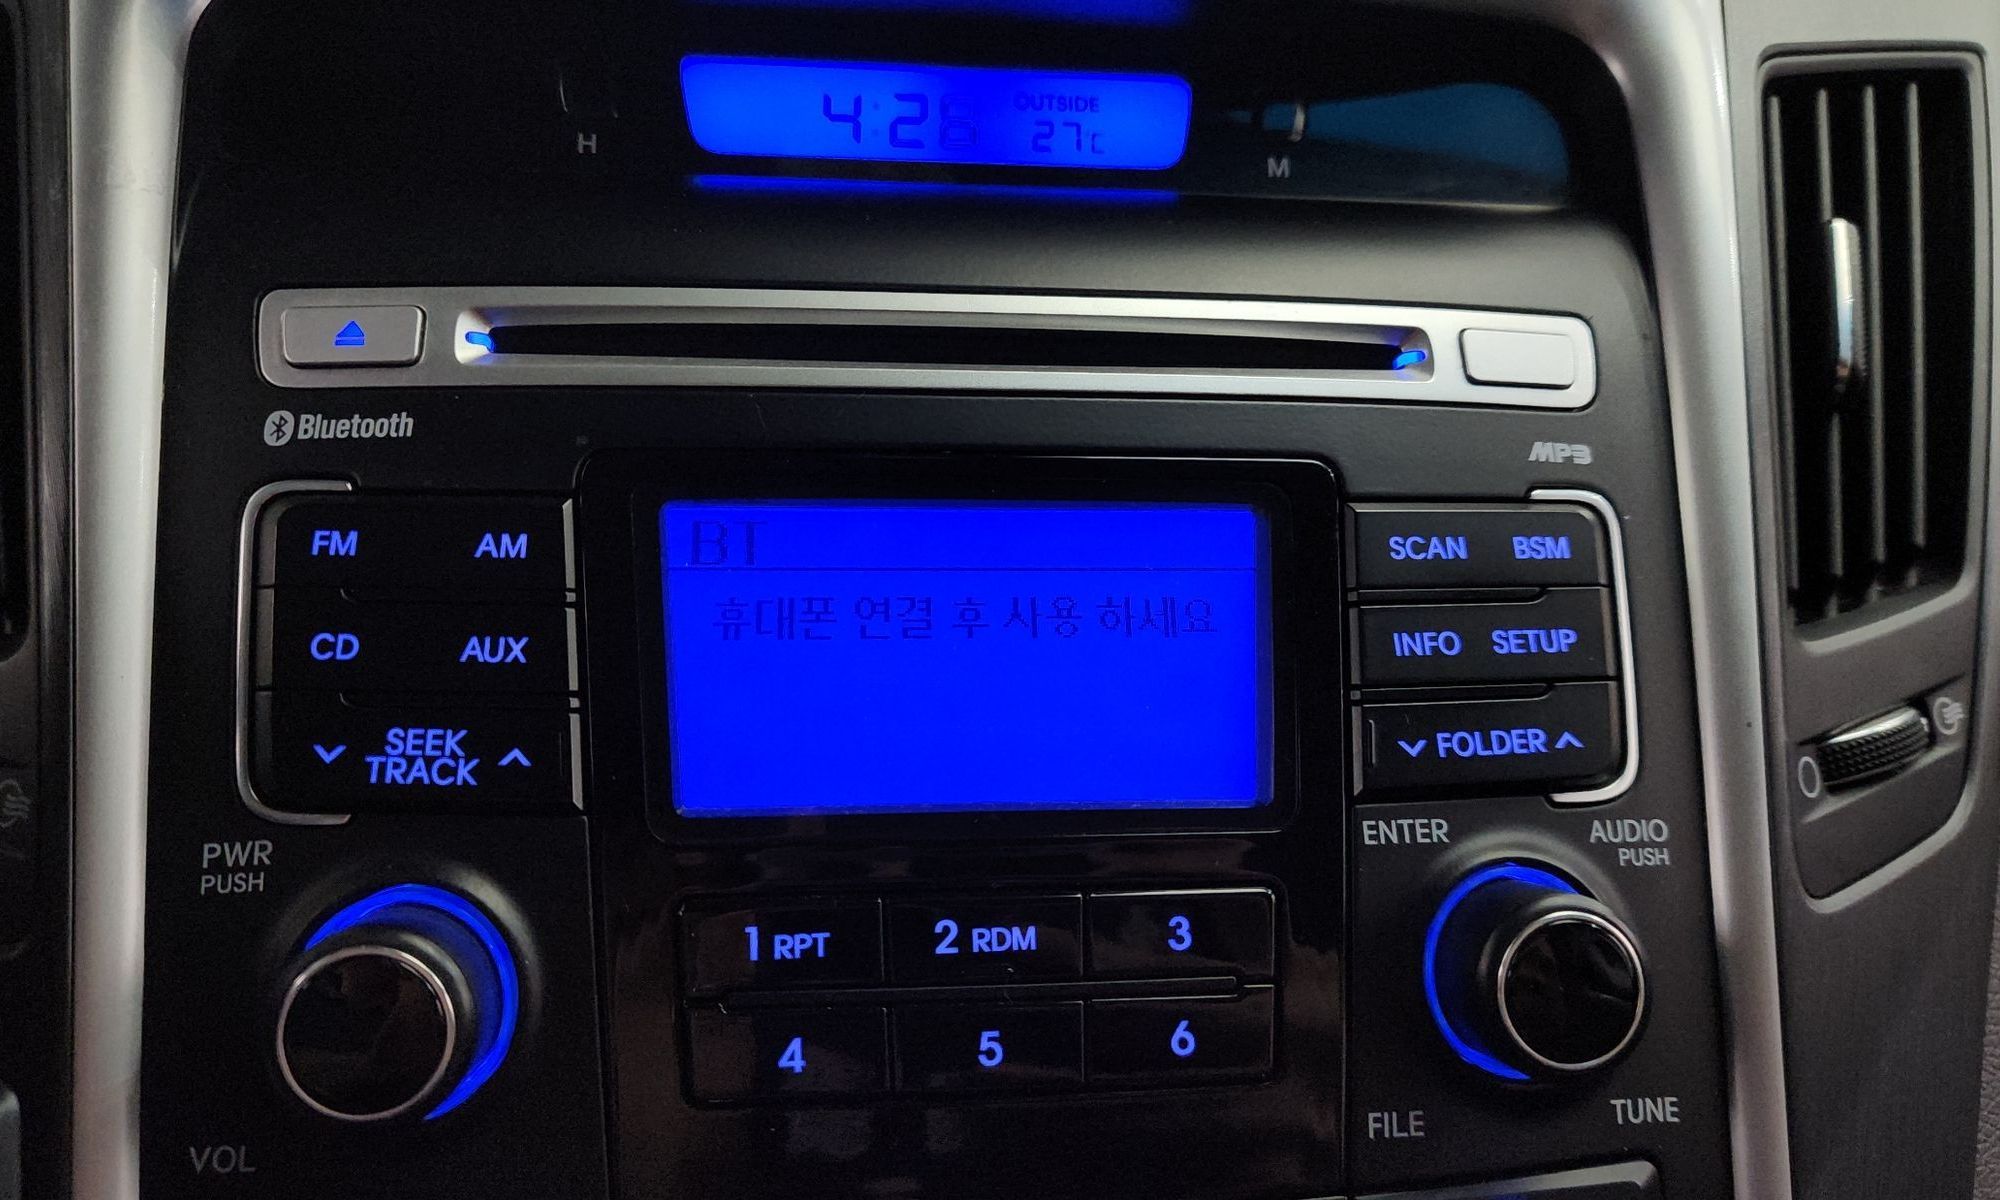 H
4:26
OUTSIDE
27c
M
Bluetooth
MP3
FM
AM
BT
SCAN
BSM
휴대폰 연결 후 사용 하세요
CD
AUX
INFO
SETUP
SEEK
TRACK
FOLDER
PWR
PUSH
ENTER
AUDIO
PUSH
1 RPT
2 RDM
3
4
5
6
VOL
FILE
TUNE